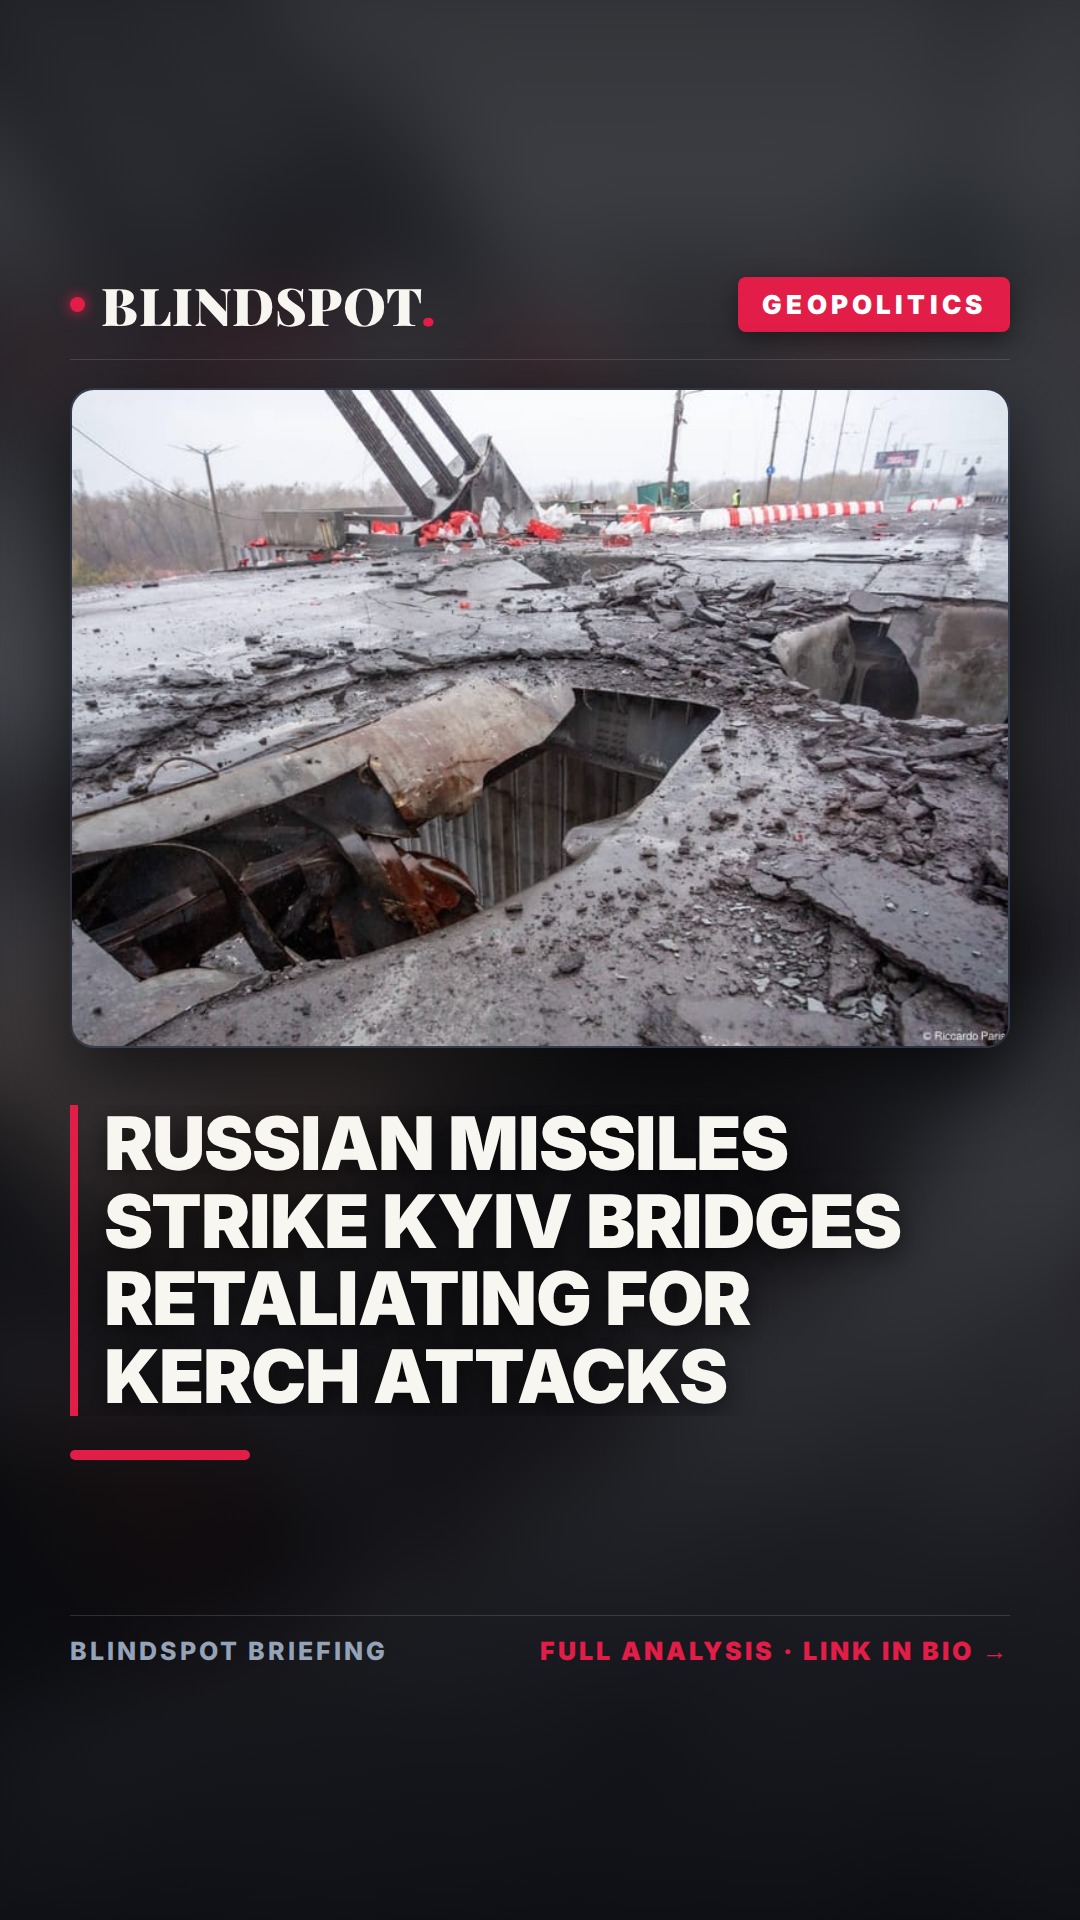 BLINDSPOT.
GEOPOLITICS
© Riccardo Paris
RUSSIAN MISSILES
STRIKE KYIV BRIDGES
RETALIATING FOR
KERCH ATTACKS
BLINDSPOT BRIEFING
FULL ANALYSIS · LINK IN BIO →